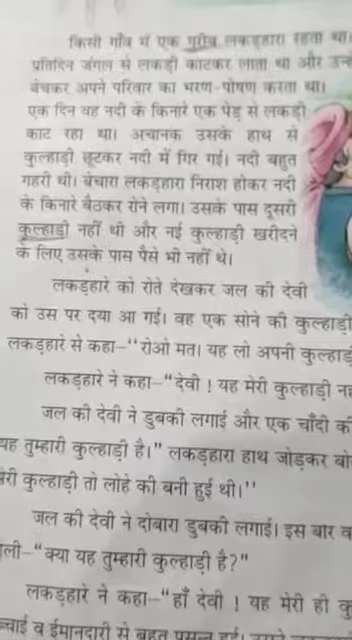 किसी गाँव में एक गरीब लकड़हारा रहता था।
प्रतिदिन जंगल से लकड़ी काटकर लाता था और उन
बेचकर अपने परिवार का भरण-पोषण करता था।
एक दिन वह नदी के किनारे एक पेड़ से लकड़ी
काट रहा था। अचानक उसके हाथ से
कुल्हाड़ी छूटकर नदी में गिर गई। नदी बहुत
गहरी थी। बेचारा लकड़हारा निराश होकर नदी
के किनारे बैठकर रोने लगा। उसके पास दूसरी
कुल्हाड़ी नहीं थी और नई कुल्हाड़ी खरीदने
के लिए उसके पास पैसे भी नहीं थे।
लकड़हारे को रोते देखकर जल की देवी
को उस पर दया आ गई। वह एक सोने की कुल्हाड़ी
लकड़हारे से कहा—"रोओ मत। यह लो अपनी कुल्हाड़
लकड़हारे ने कहा—"देवी ! यह मेरी कुल्हाड़ी
जल की देवी ने डुबकी लगाई और एक चाँदी की
यह तुम्हारी कुल्हाड़ी है।" लकड़हारा हाथ जोड़कर
कुल्हाड़ी तो लोहे की बनी हुई थी।"
जल की देवी ने दोबारा डुबकी लगाई। इस बार
"क्या यह तुम्हारी कुल्हाड़ी है?"
लकड़हारे ने कहा—"हाँ देवी ! यह मेरी ही
व ईमानदारी से बहुत